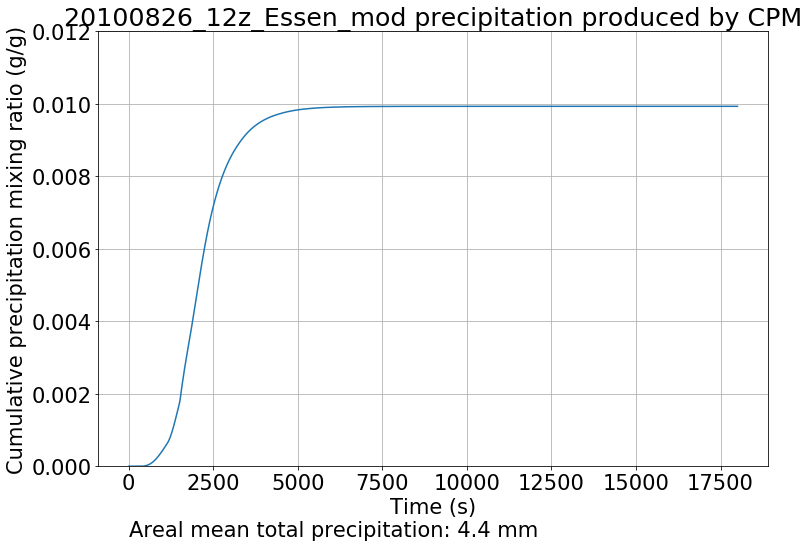 20100826_12z_Essen_mod precipitation produced by CPM
Cumulative precipitation mixing ratio (g/g)
0.012
0.010
0.008
0.006
0.004
0.002
0.000
0 2500 5000 7500 10000 12500 15000 17500
Time (s)
Areal mean total precipitation: 4.4 mm